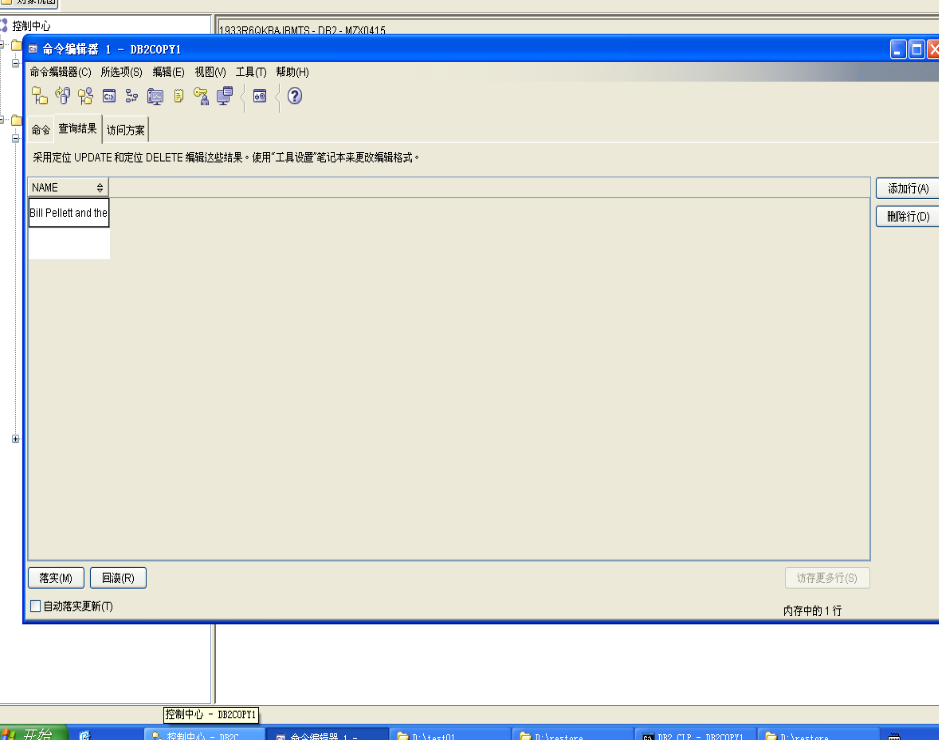 对象视图
控制中心
1933R6QKBAJBMTS - DB2 - MZX0415
命令编辑器 1 - DB2COPY1
命令编辑器(C) 所选项(S) 编辑(E) 视图(V) 工具(T) 帮助(H)
命令 查询结果 访问方案
采用定位 UPDATE 和定位 DELETE 编辑这些结果。使用“工具设置”笔记本来更改编辑格式。
NAME
添加行(A)
Bill Pellett and the
删除行(D)
落实(M) 回滚(R) 访存更多行(S)
自动落实更新(T)
内存中的 1 行
控制中心 - DB2COPY1
开始 控制中心 - DB2C 命令编辑器 1 - D:\test01 D:\restore DB2 CLP - DB2COPY1 D:\restore